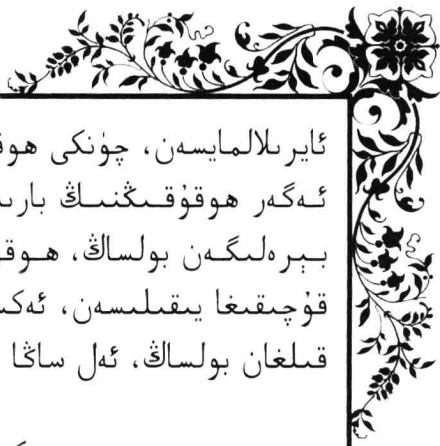 ئايرىلالمايسەن، چۈنكى
ئەگەر ھوقۇقىڭنىڭ
بېرەلىگەن بولساڭ،
قۇچىقىغا يىقىلىسەن،
قىلغان بولساڭ، ئەل ساڭا